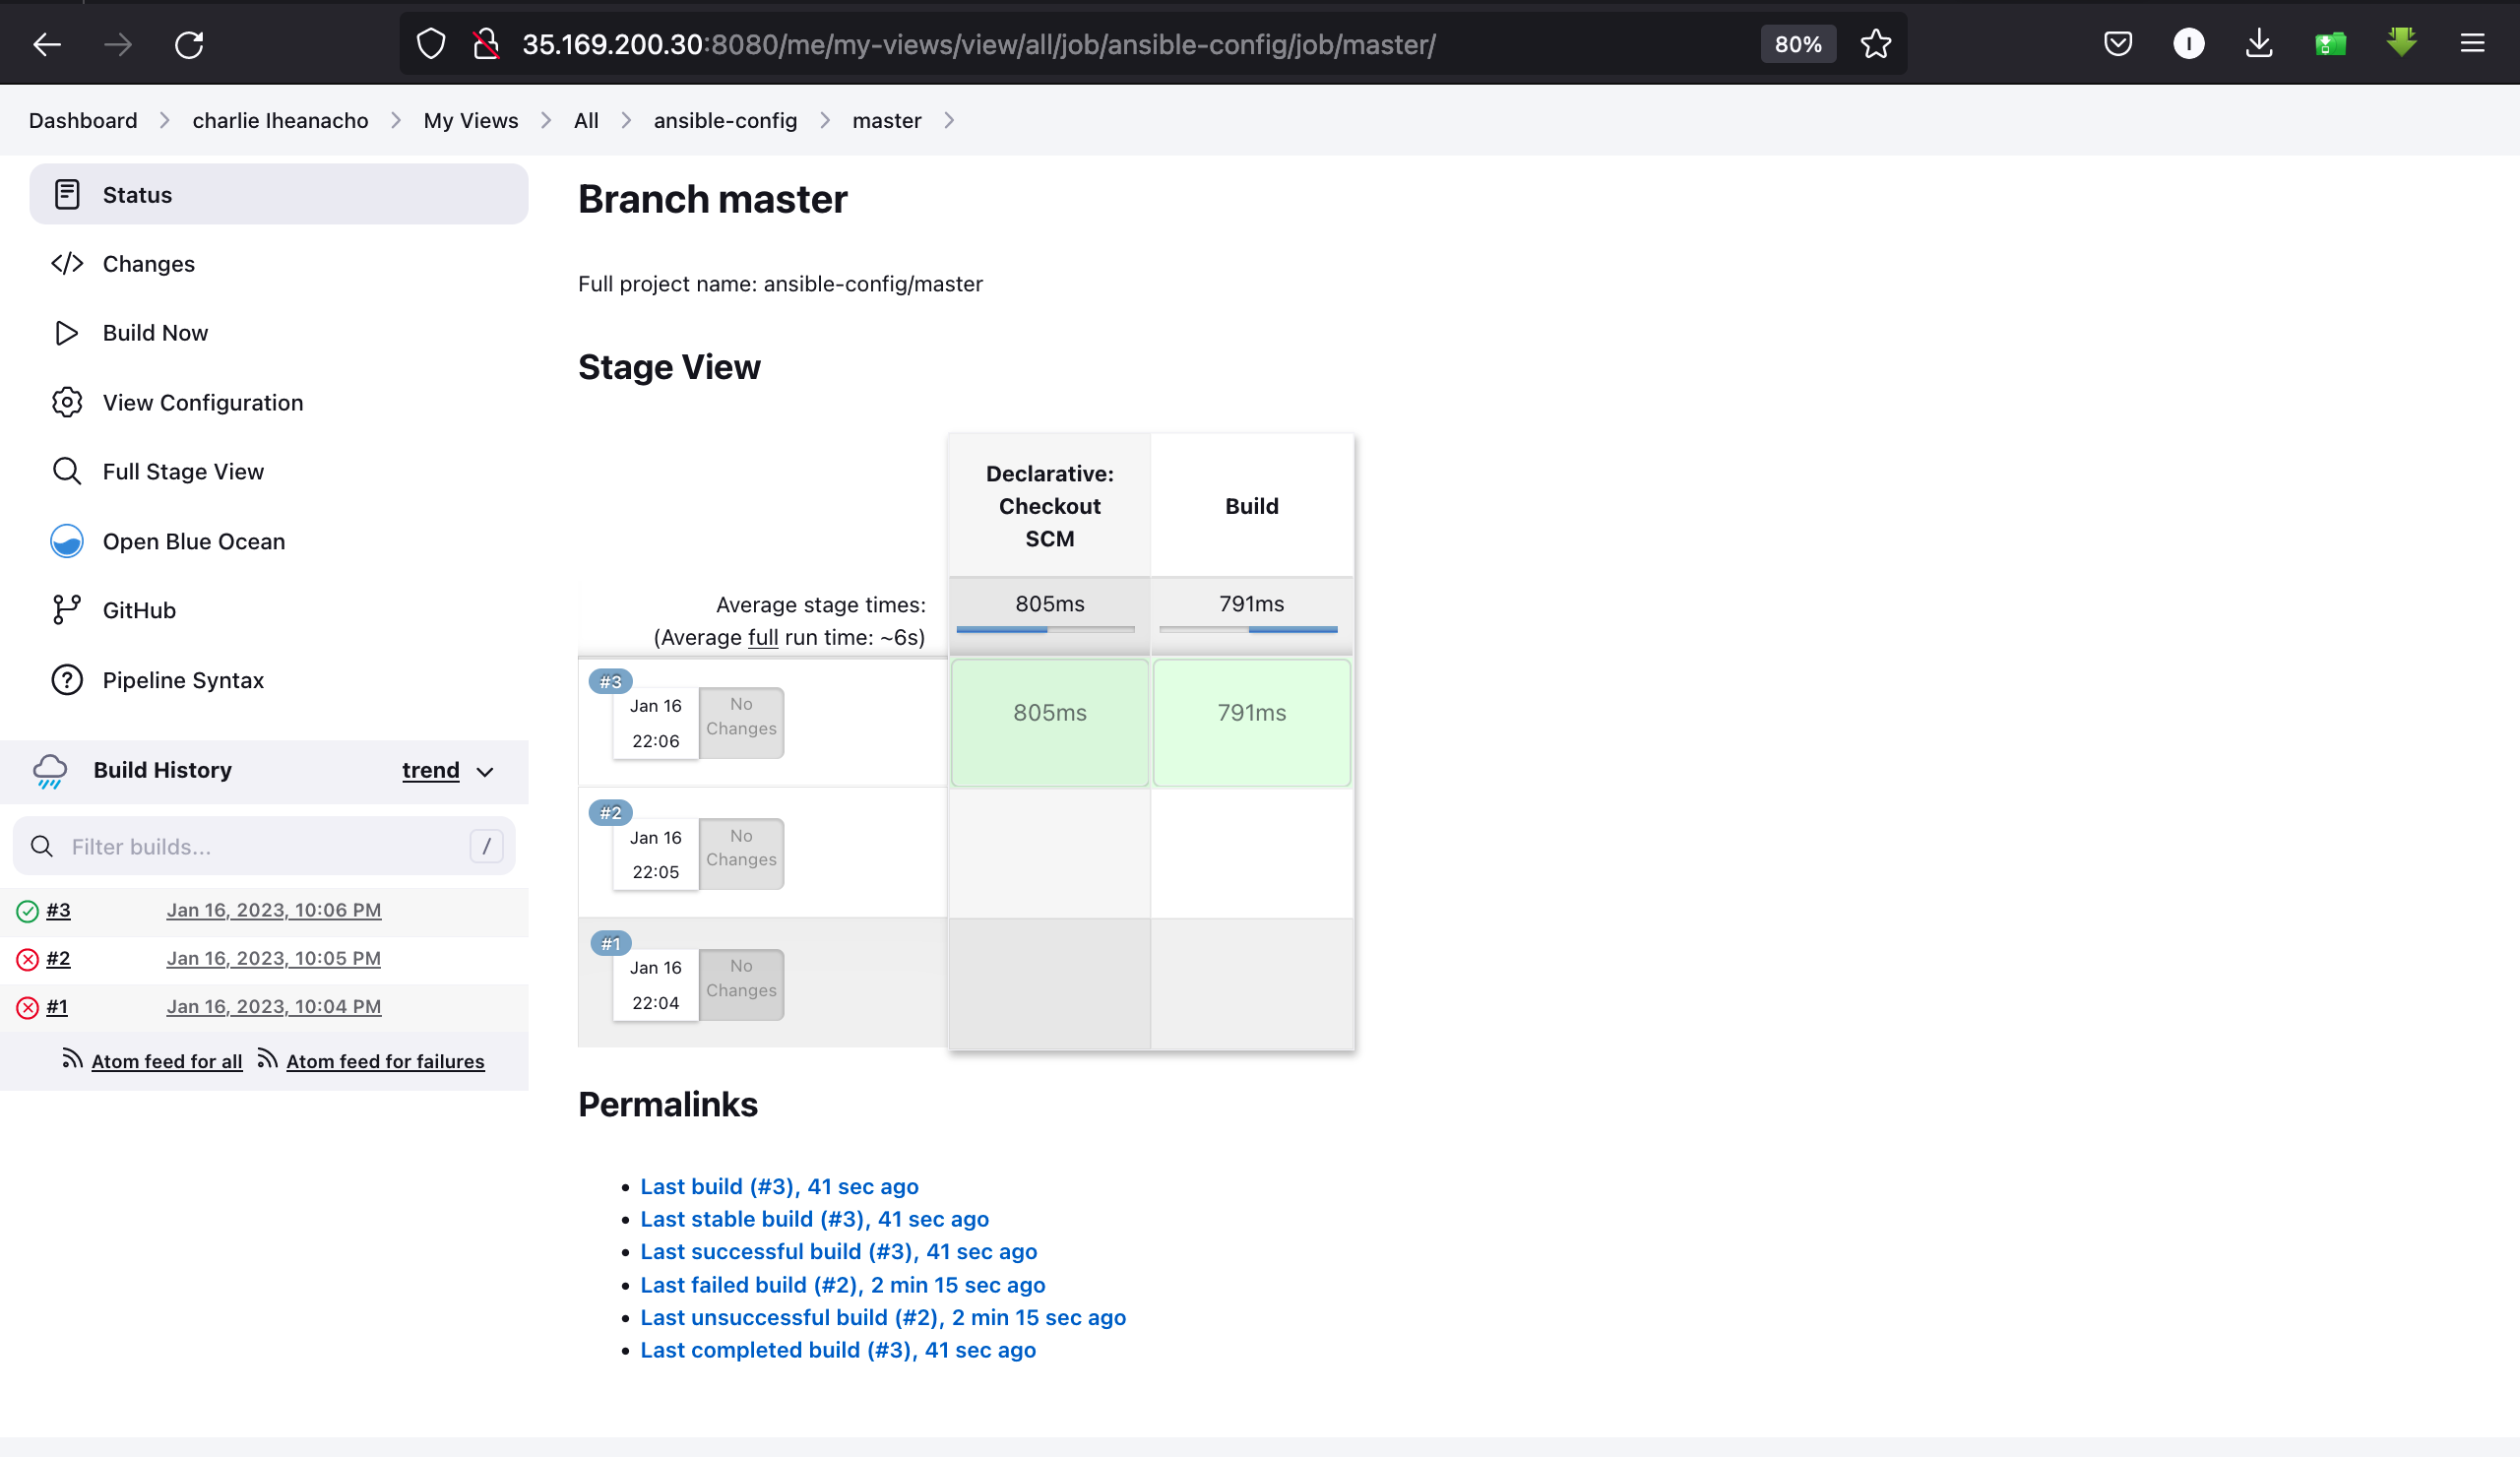 35.169.200.30:8080/me/my-views/view/all/job/ansible-config/job/master/
80%
I
Dashboard
charlie Iheanacho
My Views
All
ansible-config
master
Status
Changes
Build Now
View Configuration
Full Stage View
Open Blue Ocean
GitHub
Pipeline Syntax
Build History
trend
Filter builds...
/
#3 Jan 16, 2023, 10:06 PM
#2 Jan 16, 2023, 10:05 PM
#1 Jan 16, 2023, 10:04 PM
Atom feed for all Atom feed for failures
Branch master
Full project name: ansible-config/master
Stage View
Declarative:
Checkout
SCM
Build
Average stage times:
(Average full run time: ~6s)
805ms
791ms
#3
Jan 16
22:06
No
Changes
805ms
791ms
#2
Jan 16
22:05
No
Changes
#1
Jan 16
22:04
No
Changes
Permalinks
Last build (#3), 41 sec ago
Last stable build (#3), 41 sec ago
Last successful build (#3), 41 sec ago
Last failed build (#2), 2 min 15 sec ago
Last unsuccessful build (#2), 2 min 15 sec ago
Last completed build (#3), 41 sec ago